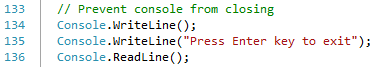 133 // Prevent console from closing
134 Console.WriteLine();
135 Console.WriteLine("Press Enter key to exit");
136 Console.ReadLine();